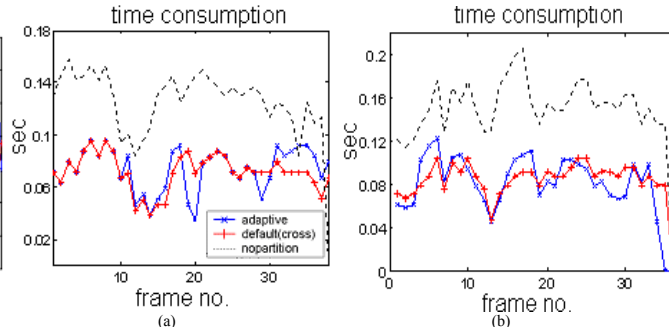 time consumption
0.18
0.14
0.1
0.06
0.02
sec
10
20
30
frame no.
adaptive
default(cross)
nopartition
(a)
time consumption
0.2
0.16
0.12
0.08
0.04
0
sec
0
10
20
30
frame no.
(b)